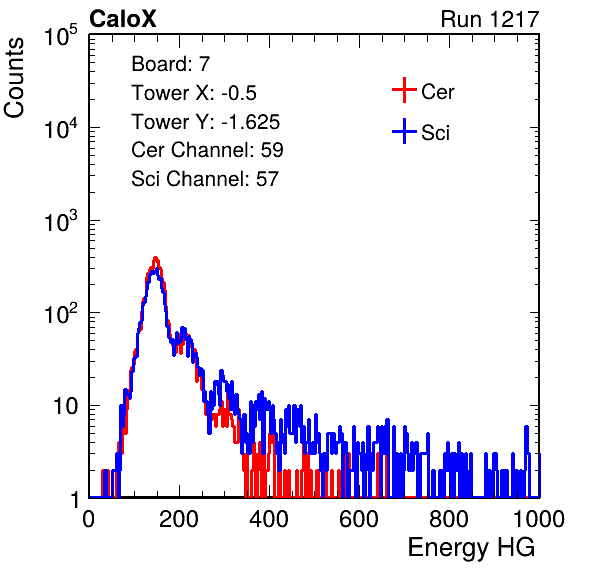 CaloX Run 1217
Counts
Board: 7
Tower X: -0.5
Tower Y: -1.625
Cer Channel: 59
Sci Channel: 57
Cer
Sci
10^5
10^4
10^3
10^2
10
1
0 200 400 600 800 1000
Energy HG